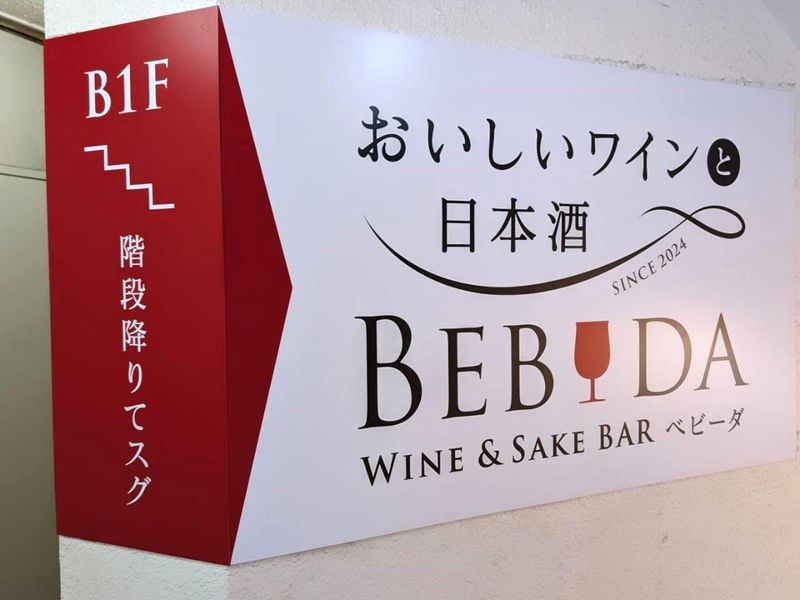 B1F
階段降りてスグ
おいしいワインと
日本酒
SINCE 2024
BEBIDA
WINE & SAKE BAR ベビーダ